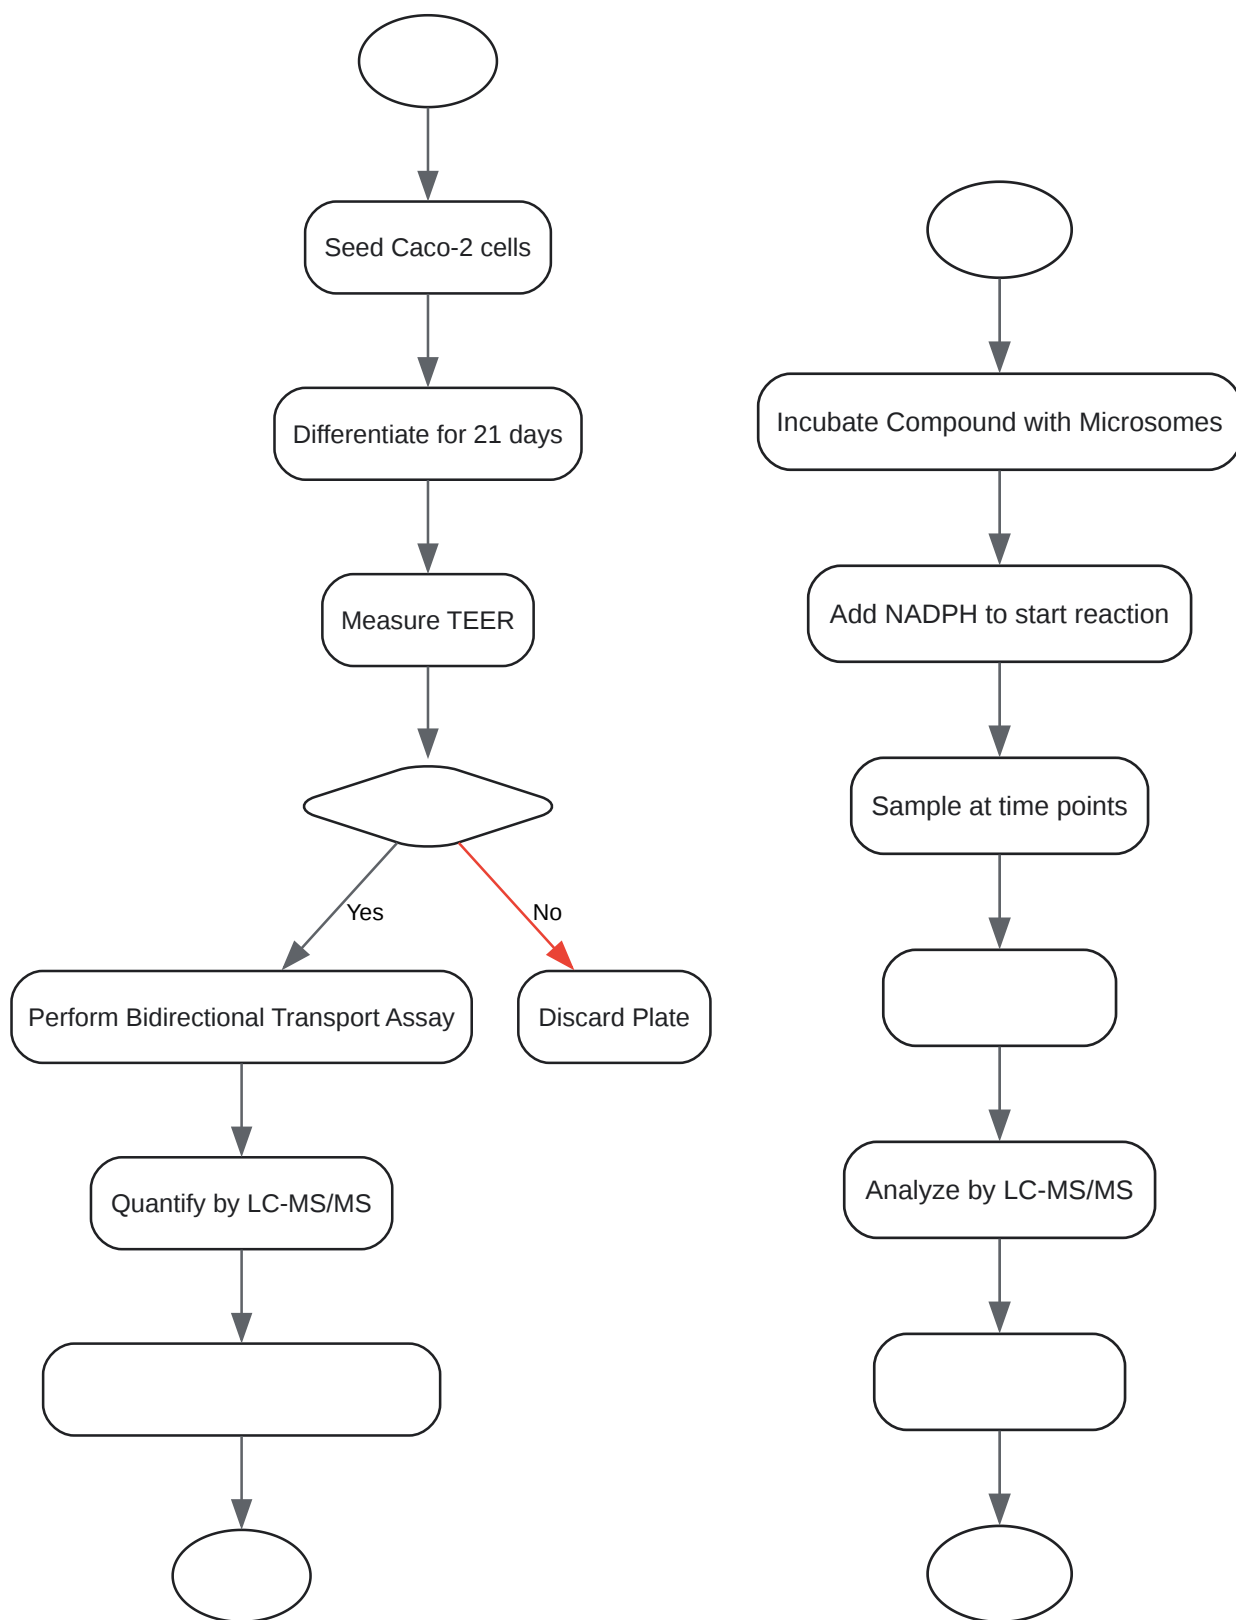 Seed Caco-2 cells
Differentiate for 21 days
Measure TEER
Yes
No
Perform Bidirectional Transport Assay
Discard Plate
Quantify by LC-MS/MS
Incubate Compound with Microsomes
Add NADPH to start reaction
Sample at time points
Analyze by LC-MS/MS